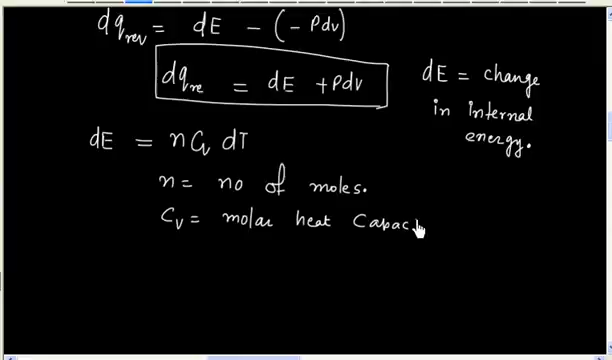 dq_rev = dE - (- Pdv)
dq_re = dE + Pdv
dE = change
in internal
energy.
dE = n C_v dT
n = no of moles.
C_v = molar heat Capac